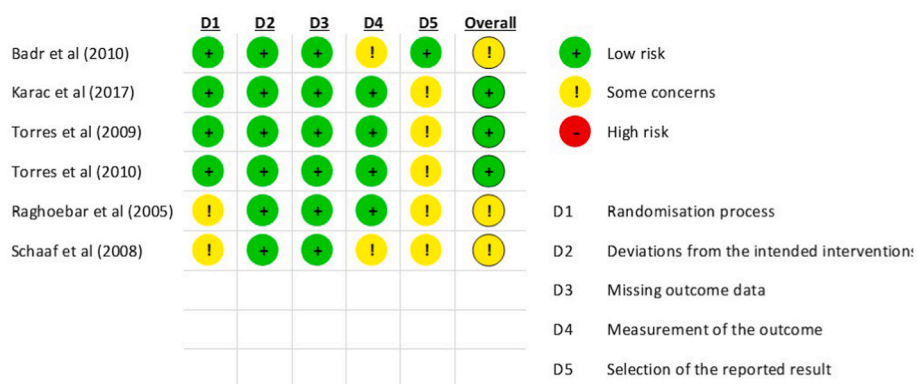 D1 D2 D3 D4 D5 Overall
Badr et al (2010) + + + ! + ! + Low risk
Karac et al (2017) + + + + ! + ! Some concerns
Torres et al (2009) + + + + ! + - High risk
Torres et al (2010) + + + + ! +
Raghoebar et al (2005) ! + + + ! ! D1 Randomisation process
Schaaf et al (2008) ! + + ! ! ! D2 Deviations from the intended interventions
D3 Missing outcome data
D4 Measurement of the outcome
D5 Selection of the reported result